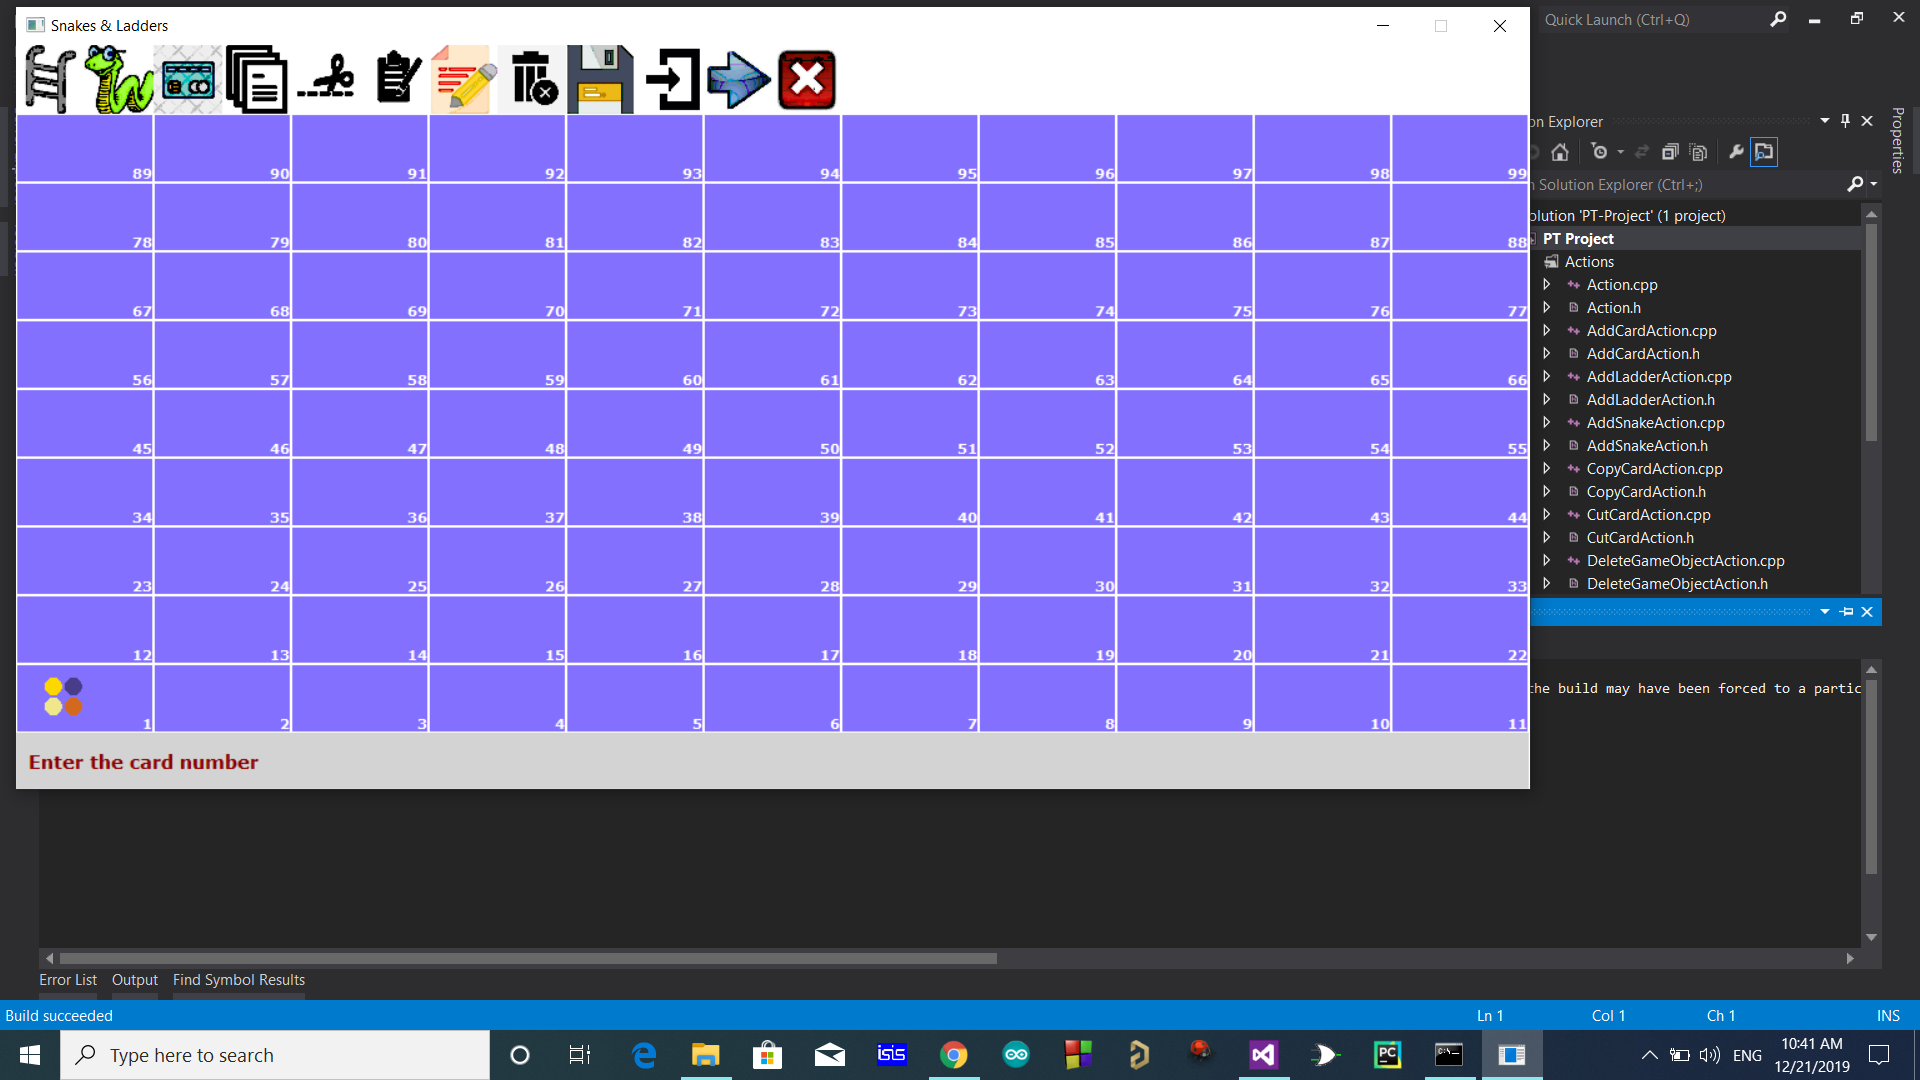 Snakes & Ladders
Quick Launch (Ctrl+Q)
89 90 91 92 93 94 95 96 97 98 99
78 79 80 81 82 83 84 85 86 87 88
67 68 69 70 71 72 73 74 75 76 77
56 57 58 59 60 61 62 63 64 65 66
45 46 47 48 49 50 51 52 53 54 55
34 35 36 37 38 39 40 41 42 43 44
23 24 25 26 27 28 29 30 31 32 33
12 13 14 15 16 17 18 19 20 21 22
1 2 3 4 5 6 7 8 9 10 11
Enter the card number
on Explorer
Properties
Solution Explorer (Ctrl+;)
olution 'PT-Project' (1 project)
PT Project
Actions
Action.cpp
Action.h
AddCardAction.cpp
AddCardAction.h
AddLadderAction.cpp
AddLadderAction.h
AddSnakeAction.cpp
AddSnakeAction.h
CopyCardAction.cpp
CopyCardAction.h
CutCardAction.cpp
CutCardAction.h
DeleteGameObjectAction.cpp
DeleteGameObjectAction.h
the build may have been forced to a partic
Error List Output Find Symbol Results
Build succeeded Ln 1 Col 1 Ch 1 INS
Type here to search
isis
PC
C:\
ENG
10:41 AM
12/21/2019